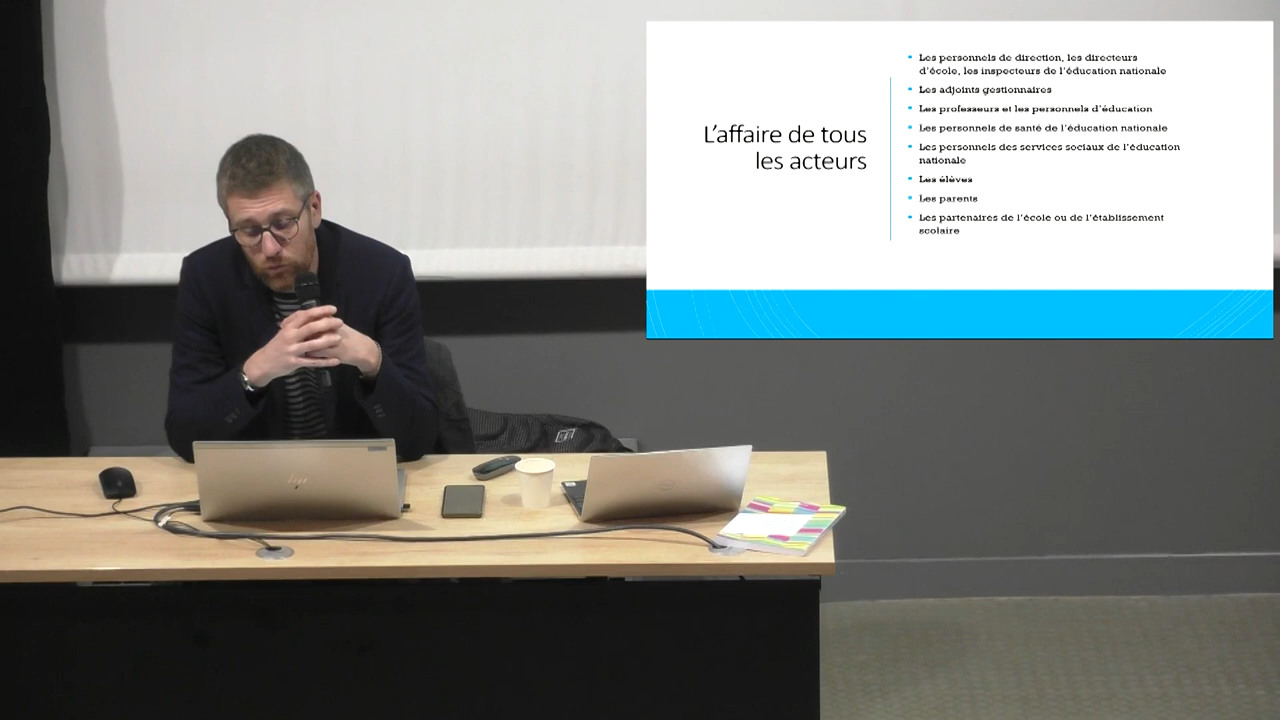 L'affaire de tous
les acteurs
Les personnels de direction, les directeurs
d'école, les inspecteurs de l'éducation nationale
Les adjoints gestionnaires
Les professeurs et les personnels d'éducation
Les personnels de santé de l'éducation nationale
Les personnels des services sociaux de l'éducation
nationale
Les élèves
Les parents
Les partenaires de l'école ou de l'établissement
scolaire
hp